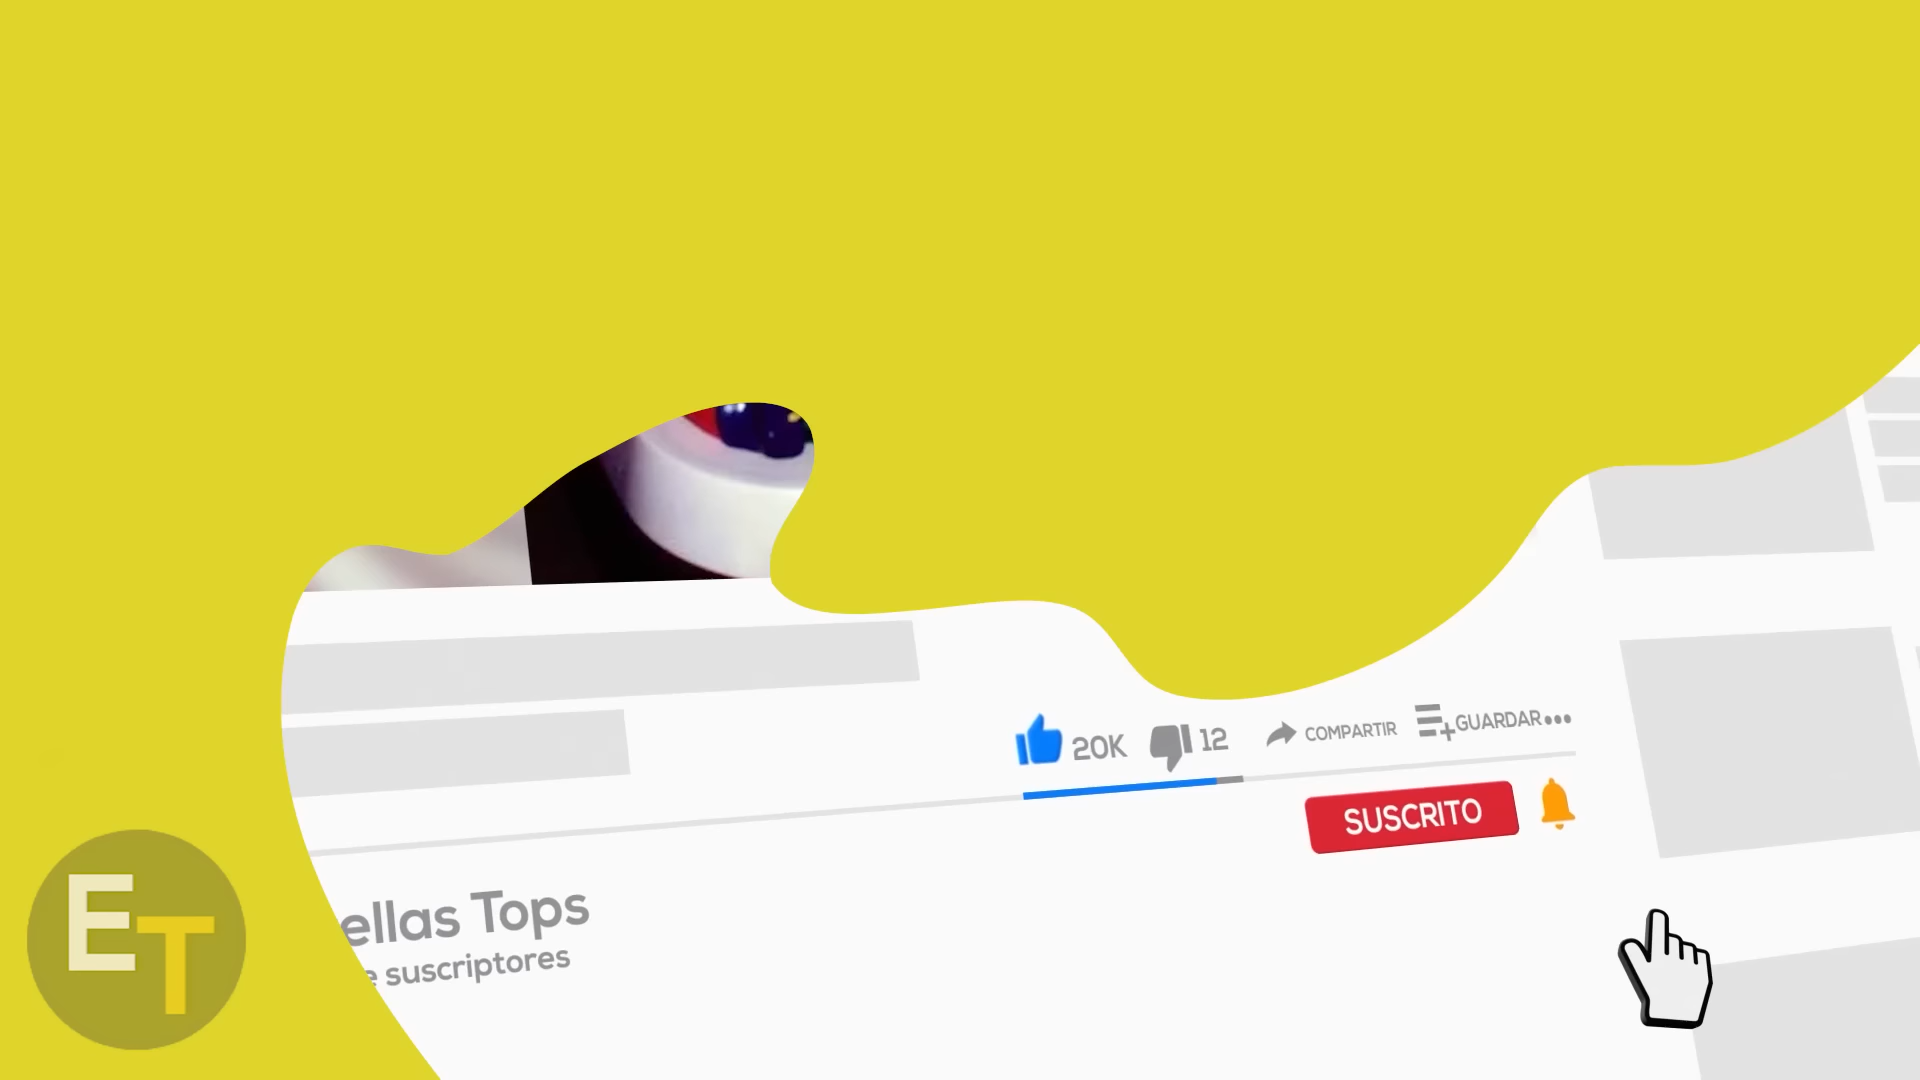 20K 12 COMPARTIR GUARDAR
SUSCRITO
ellas Tops
e suscriptores
ET